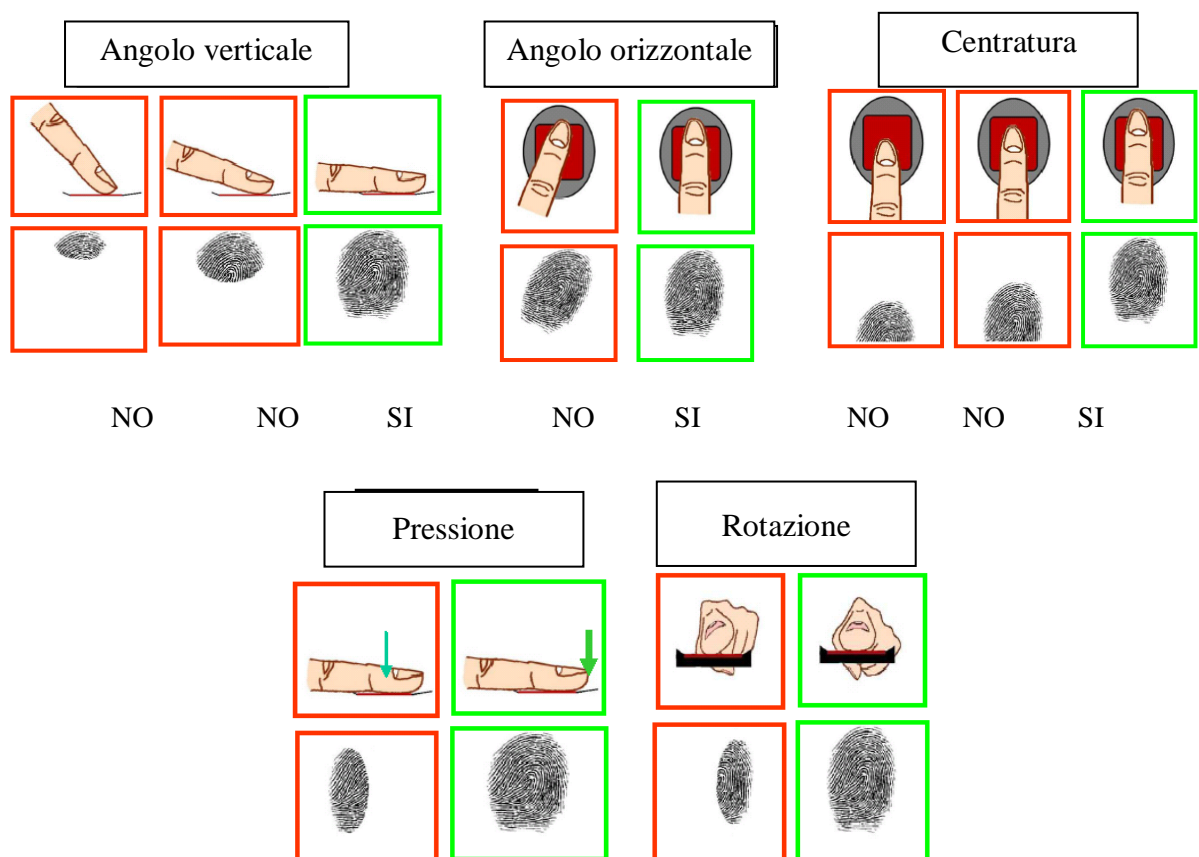 Angolo verticale
Angolo orizzontale
Centratura
NO NO SI NO SI NO NO SI
Pressione
Rotazione